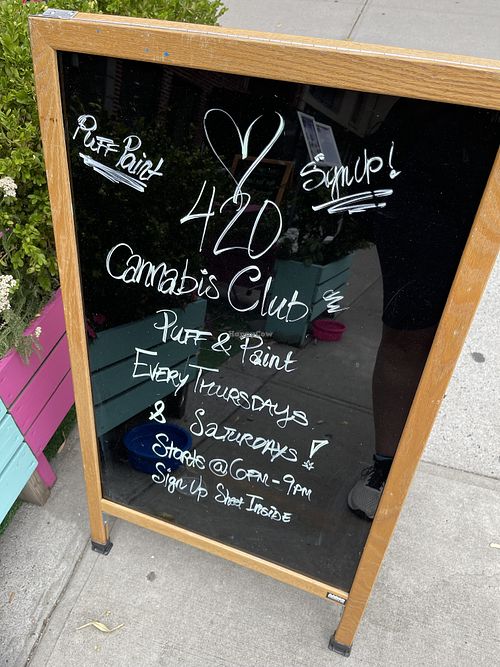 Puff Paint
Sign Up!
420
Cannabis Club
Puff & Paint
Every Thursdays
& Saturdays!
Starts @ 6pm - 9pm
Sign Up Sheet Inside